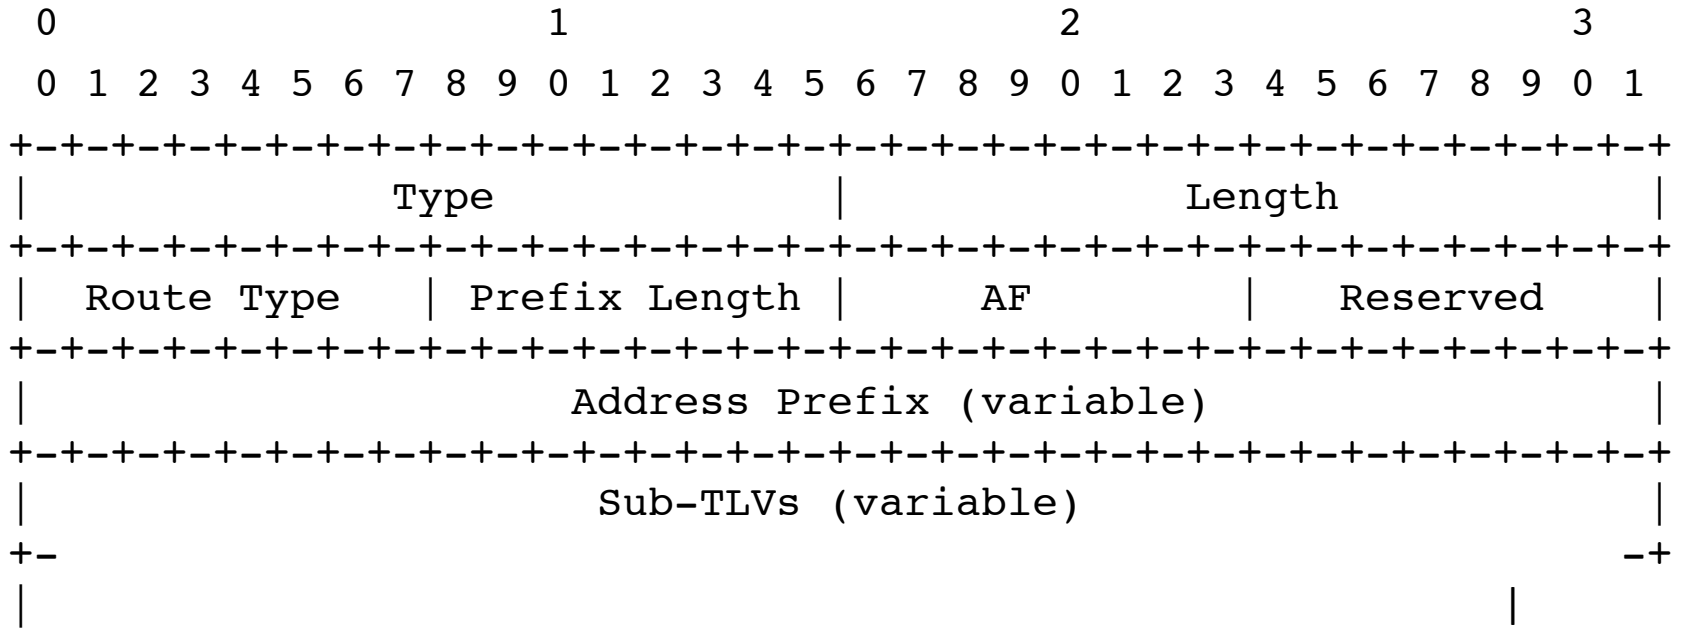 0                   1                   2                   3
 0 1 2 3 4 5 6 7 8 9 0 1 2 3 4 5 6 7 8 9 0 1 2 3 4 5 6 7 8 9 0 1
+-+-+-+-+-+-+-+-+-+-+-+-+-+-+-+-+-+-+-+-+-+-+-+-+-+-+-+-+-+-+-+-+
|              Type             |             Length            |
+-+-+-+-+-+-+-+-+-+-+-+-+-+-+-+-+-+-+-+-+-+-+-+-+-+-+-+-+-+-+-+-+
|  Route Type   | Prefix Length |     AF        |   Reserved    |
+-+-+-+-+-+-+-+-+-+-+-+-+-+-+-+-+-+-+-+-+-+-+-+-+-+-+-+-+-+-+-+-+
|                     Address Prefix (variable)                 |
+-+-+-+-+-+-+-+-+-+-+-+-+-+-+-+-+-+-+-+-+-+-+-+-+-+-+-+-+-+-+-+-+
|                      Sub-TLVs (variable)                      |
+-                                                             -+
|                                                         |